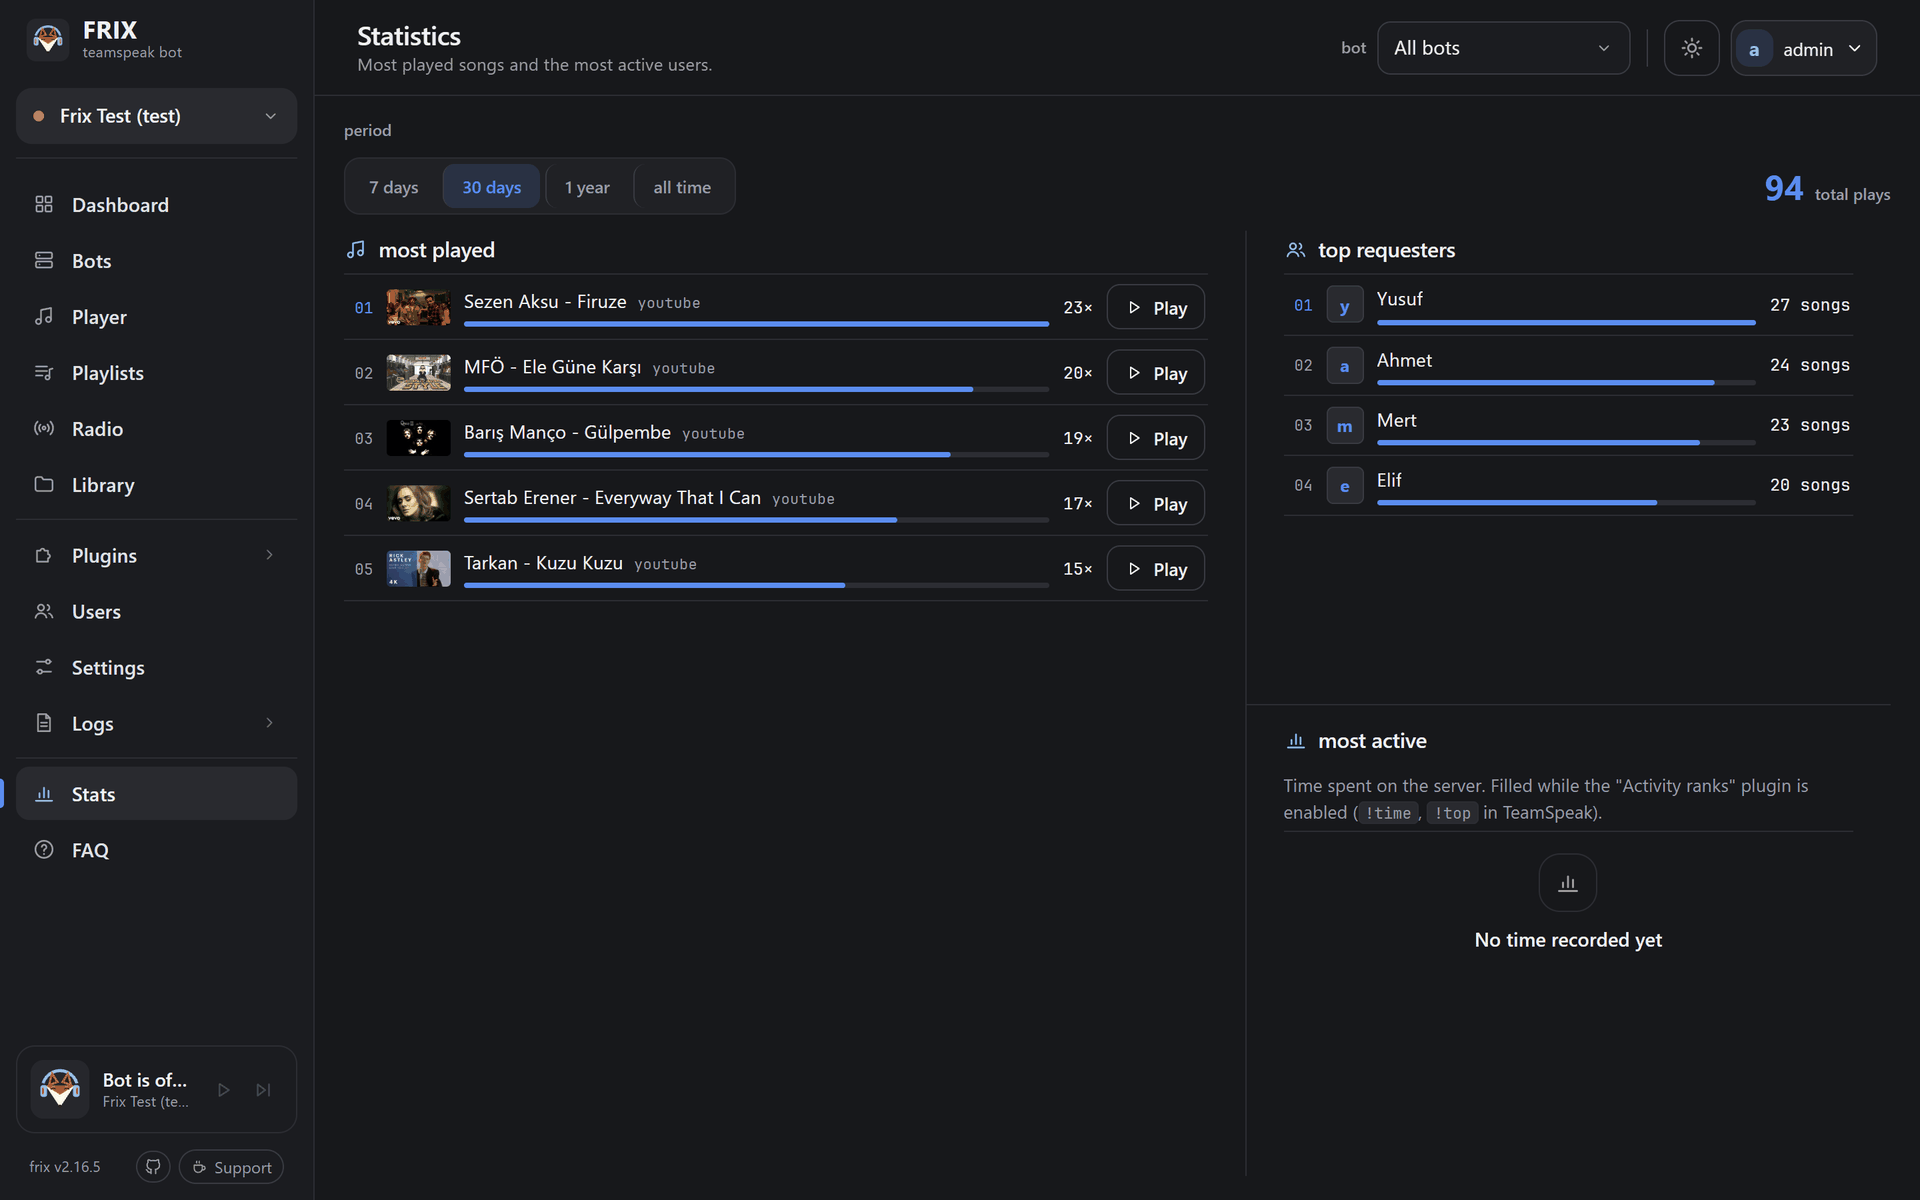 FRIX
teamspeak bot
Frix Test (test)
Dashboard
Bots
Player
Playlists
Radio
Library
Plugins
Users
Settings
Logs
Stats
FAQ
Bot is of...
Frix Test (te...
frix v2.16.5
Support
Statistics
Most played songs and the most active users.
bot
All bots
a
admin
period
7 days
30 days
1 year
all time
94 total plays
most played
01 Sezen Aksu - Firuze youtube 23× Play
02 MFÖ - Ele Güne Karşı youtube 20× Play
03 Barış Manço - Gülpembe youtube 19× Play
04 Sertab Erener - Everyway That I Can youtube 17× Play
05 Tarkan - Kuzu Kuzu youtube 15× Play
RICK
ASTLEY
4K
top requesters
01 y Yusuf 27 songs
02 a Ahmet 24 songs
03 m Mert 23 songs
04 e Elif 20 songs
most active
Time spent on the server. Filled while the "Activity ranks" plugin is
enabled (!time, !top in TeamSpeak).
No time recorded yet